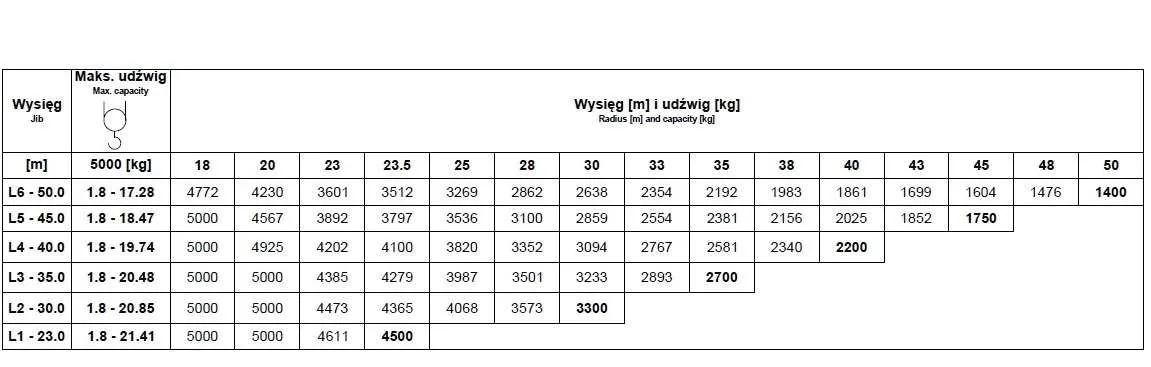 Wysięg
Jib
Maks. udźwig
Max. capacity
Wysięg [m] i udźwig [kg]
Radius [m] and capacity [kg]
[m] 5000 [kg] 18 20 23 23.5 25 28 30 33 35 38 40 43 45 48 50
L6 - 50.0 1.8 - 17.28 4772 4230 3601 3512 3269 2862 2638 2354 2192 1983 1861 1699 1604 1476 1400
L5 - 45.0 1.8 - 18.47 5000 4567 3892 3797 3536 3100 2859 2554 2381 2156 2025 1852 1750
L4 - 40.0 1.8 - 19.74 5000 4925 4202 4100 3820 3352 3094 2767 2581 2340 2200
L3 - 35.0 1.8 - 20.48 5000 5000 4385 4279 3987 3501 3233 2893 2700
L2 - 30.0 1.8 - 20.85 5000 5000 4473 4365 4068 3573 3300
L1 - 23.0 1.8 - 21.41 5000 5000 4611 4500